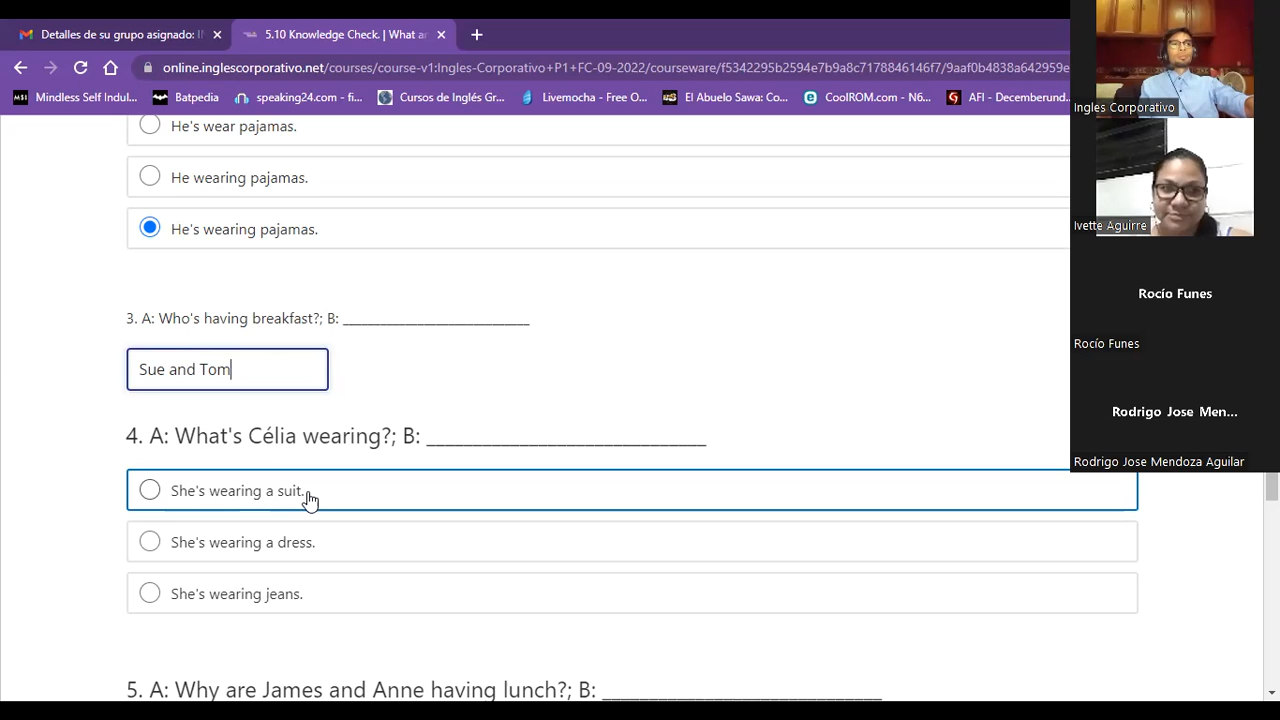 Detalles de su grupo asignado: I
5.10 Knowledge Check. | What ar
online.inglescorporativo.net/courses/course-v1:Ingles-Corporativo+P1+FC-09-2022/courseware/f5342295b2594e7b9a8c7178846146f7/9aaf0b4838a642959e
Mindless Self Indul...
Batpedia
speaking24.com - fi...
Cursos de Inglés Gr...
Livemocha - Free O...
El Abuelo Sawa: Co...
CoolROM.com - N6...
AFI - Decemberund...
He's wear pajamas.
He wearing pajamas.
He's wearing pajamas.
3. A: Who's having breakfast?; B: ____________________________
Sue and Tom
4. A: What's Célia wearing?; B: ____________________________
She's wearing a suit.
She's wearing a dress.
She's wearing jeans.
5. A: Why are James and Anne having lunch?; B: ____________________________
Ingles Corporativo
Ivette Aguirre
Rocío Funes
Rocío Funes
Rodrigo Jose Men...
Rodrigo Jose Mendoza Aguilar